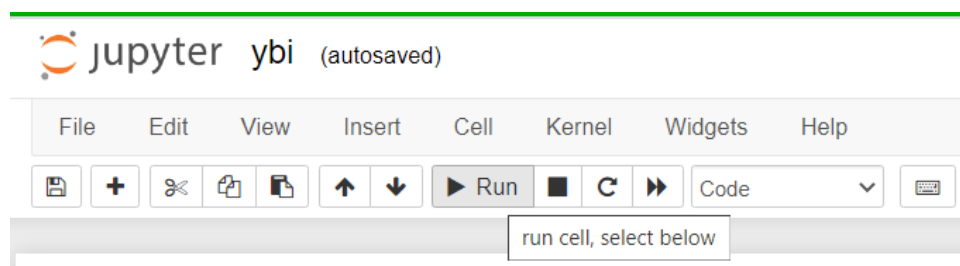 jupyter ybi (autosaved)
File Edit View Insert Cell Kernel Widgets Help
Run Code
run cell, select below